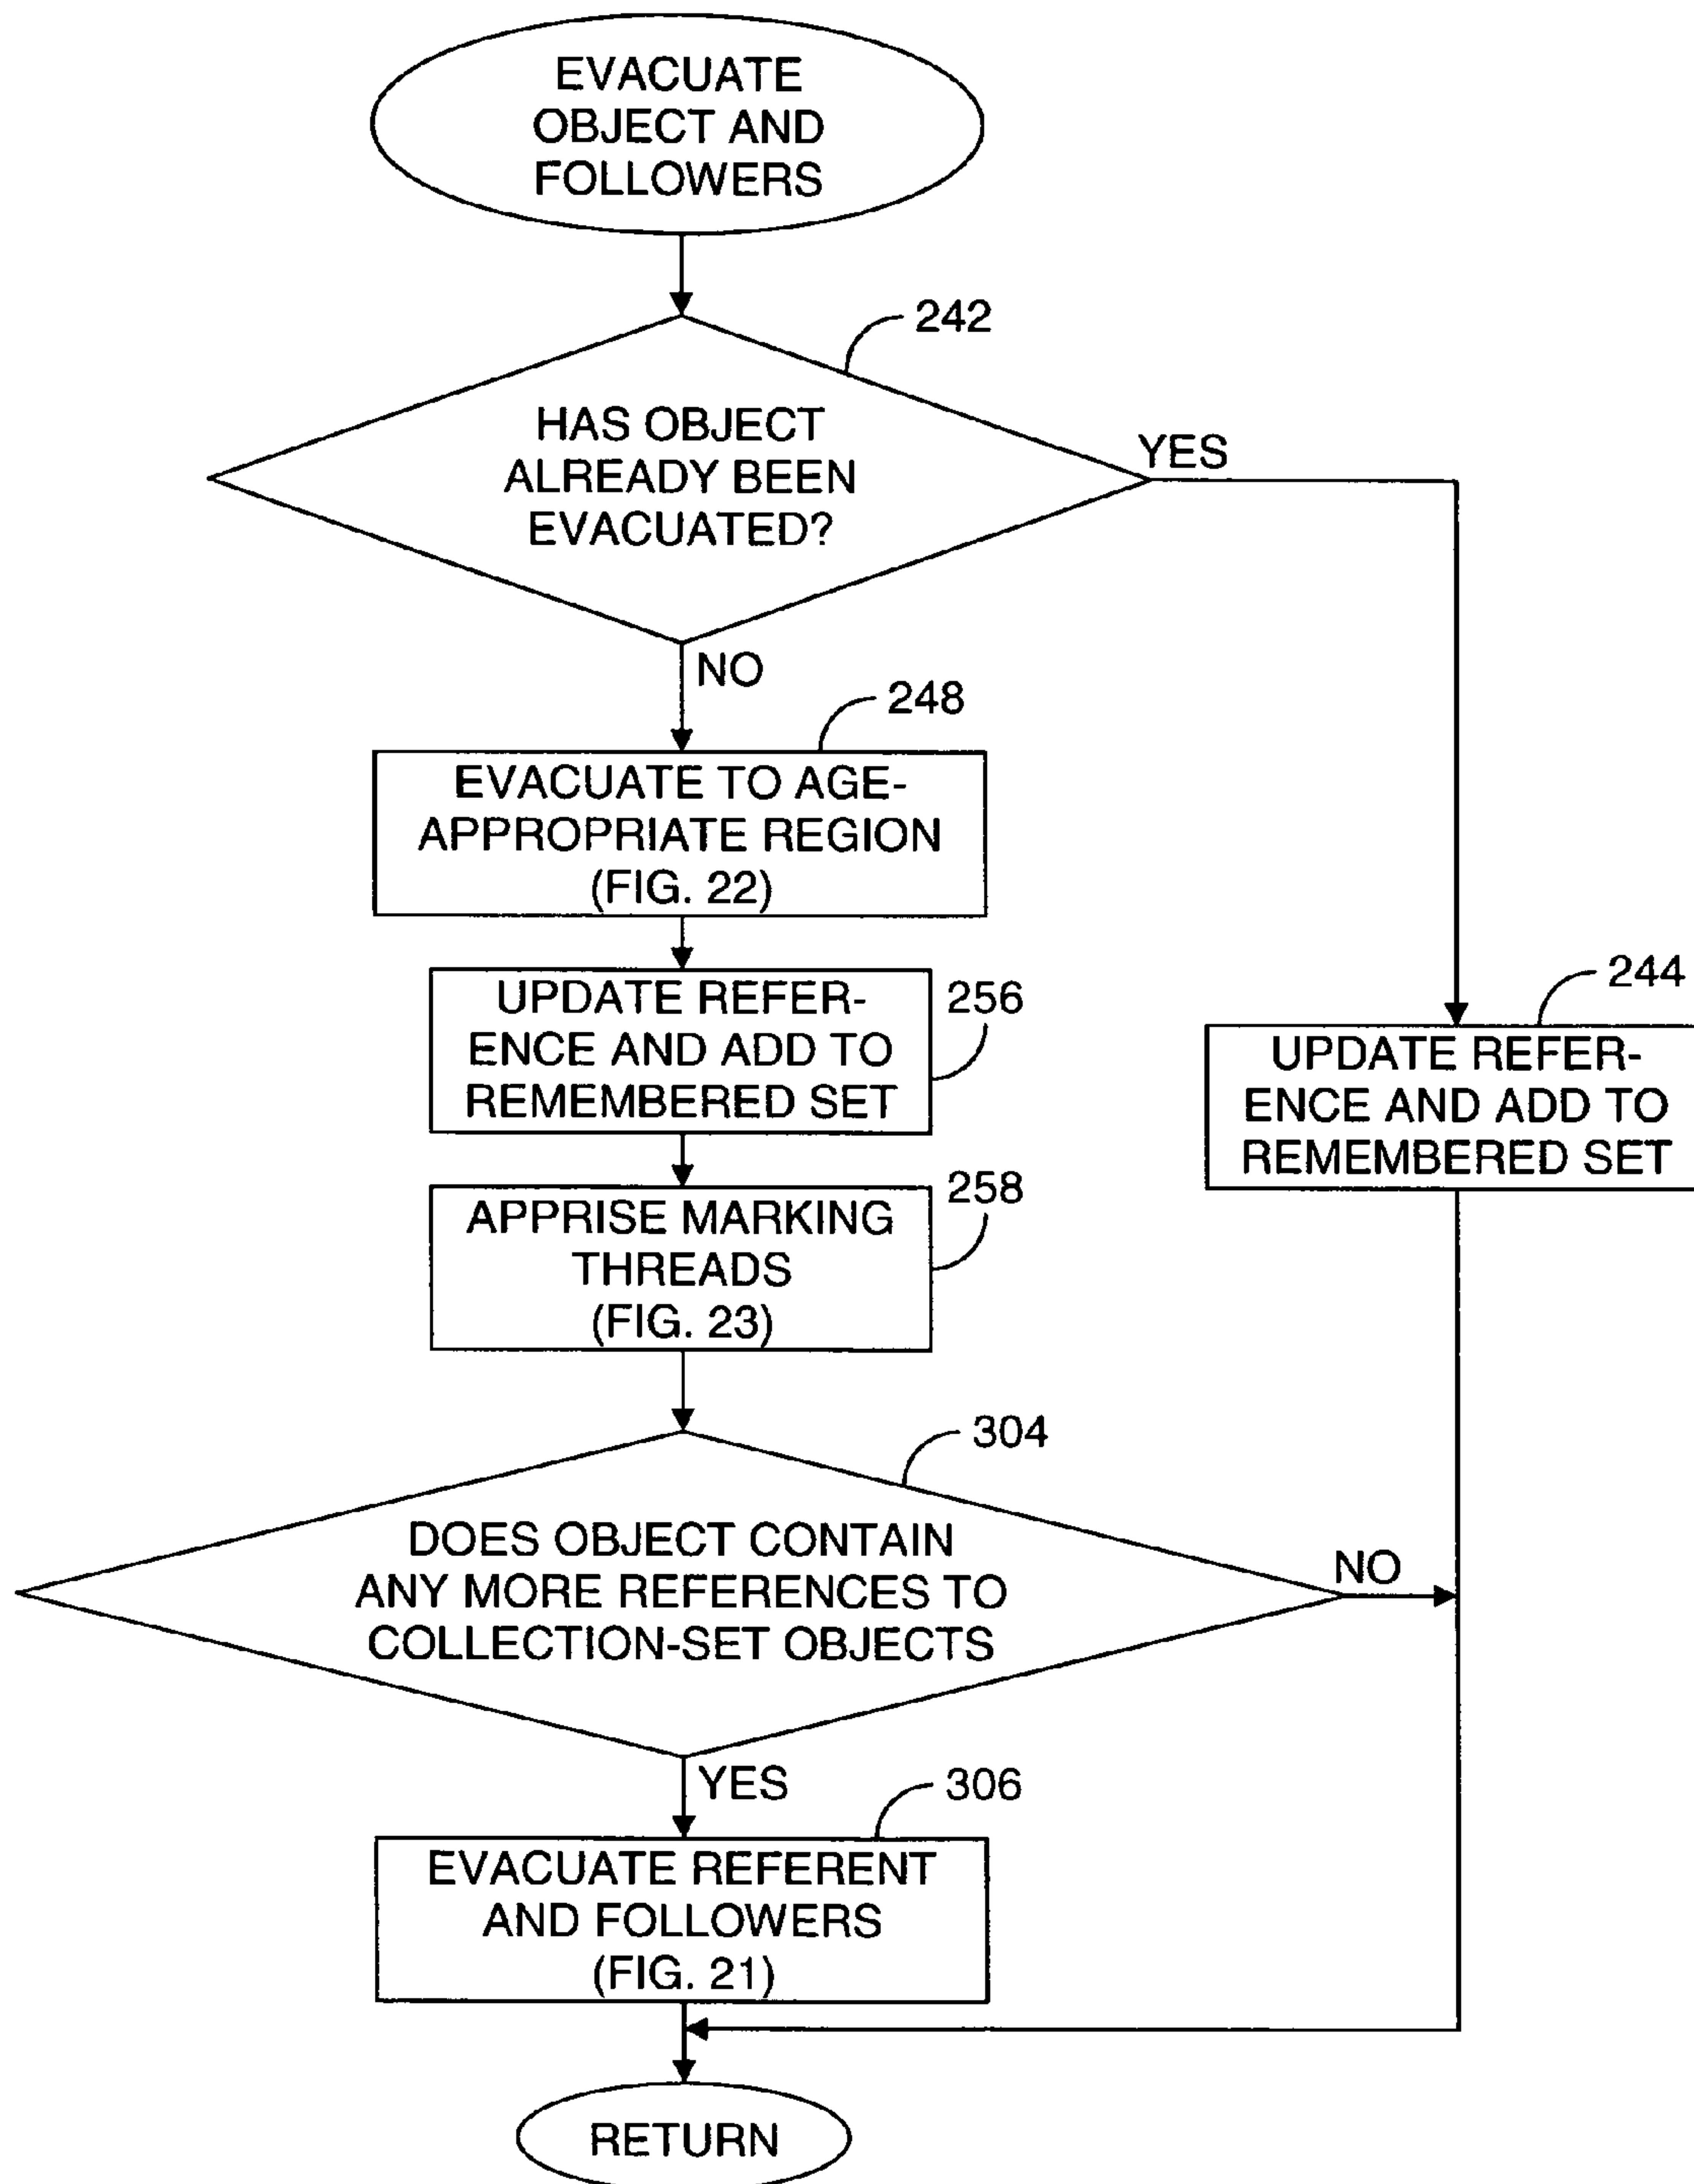 EVACUATE
OBJECT AND
FOLLOWERS
242
HAS OBJECT
ALREADY BEEN
EVACUATED?
YES
NO
248
EVACUATE TO AGE-
APPROPRIATE REGION
(FIG. 22)
256
UPDATE REFER-
ENCE AND ADD TO
REMEMBERED SET
244
UPDATE REFER-
ENCE AND ADD TO
REMEMBERED SET
258
APPRISE MARKING
THREADS
(FIG. 23)
304
DOES OBJECT CONTAIN
ANY MORE REFERENCES TO
COLLECTION-SET OBJECTS
NO
YES
306
EVACUATE REFERENT
AND FOLLOWERS
(FIG. 21)
RETURN